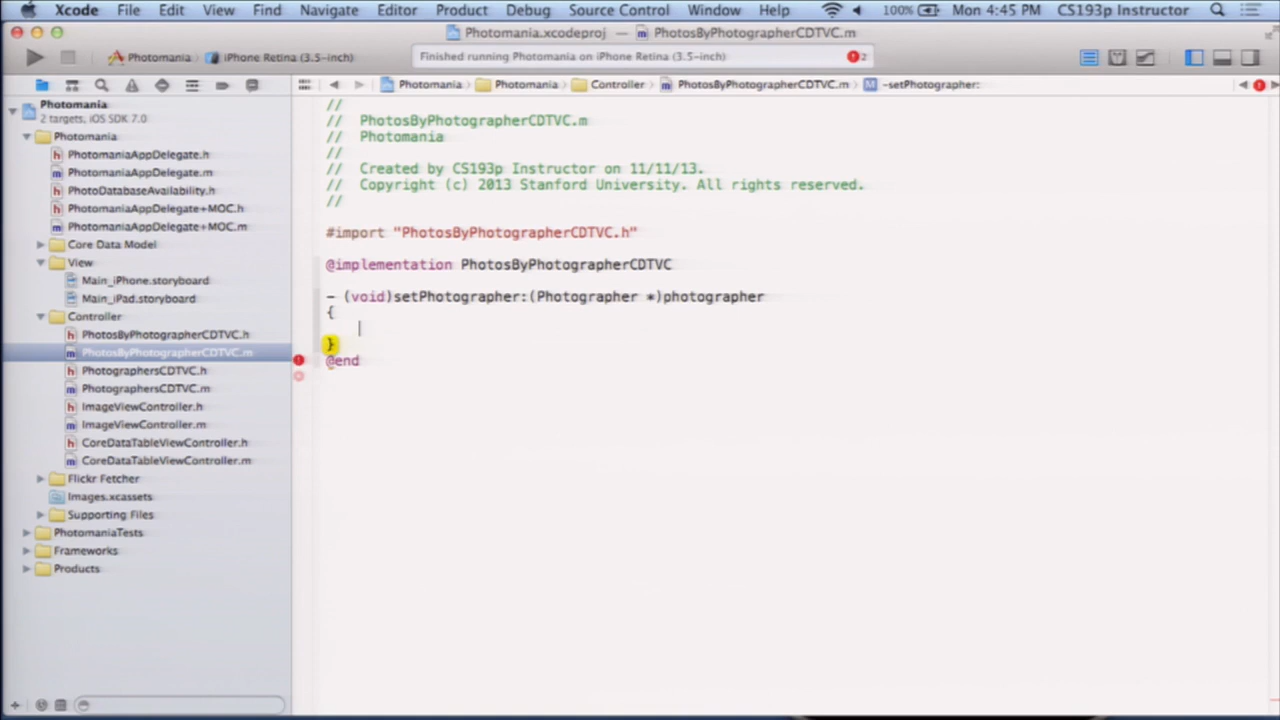 Xcode File Edit View Find Navigate Editor Product Debug Source Control Window Help 100% Mon 4:45 PM CS193p Instructor
Photomania.xcodeproj — PhotosByPhotographerCDTVC.m
Photomania iPhone Retina (3.5-inch) Finished running Photomania on iPhone Retina (3.5-inch) 2
Photomania Photomania Controller PhotosByPhotographerCDTVC.m M -setPhotographer:
Photomania
2 targets, iOS SDK 7.0
Photomania
PhotomaniaAppDelegate.h
PhotomaniaAppDelegate.m
PhotoDatabaseAvailability.h
PhotomaniaAppDelegate+MOC.h
PhotomaniaAppDelegate+MOC.m
Core Data Model
View
Main_iPhone.storyboard
Main_iPad.storyboard
Controller
PhotosByPhotographerCDTVC.h
PhotosByPhotographerCDTVC.m
PhotographersCDTVC.h
PhotographersCDTVC.m
ImageViewController.h
ImageViewController.m
CoreDataTableViewController.h
CoreDataTableViewController.m
Flickr Fetcher
Images.xcassets
Supporting Files
PhotomaniaTests
Frameworks
Products
//
// PhotosByPhotographerCDTVC.m
// Photomania
//
// Created by CS193p Instructor on 11/11/13.
// Copyright (c) 2013 Stanford University. All rights reserved.
//
#import "PhotosByPhotographerCDTVC.h"
@implementation PhotosByPhotographerCDTVC
- (void)setPhotographer:(Photographer *)photographer
{
}
@end